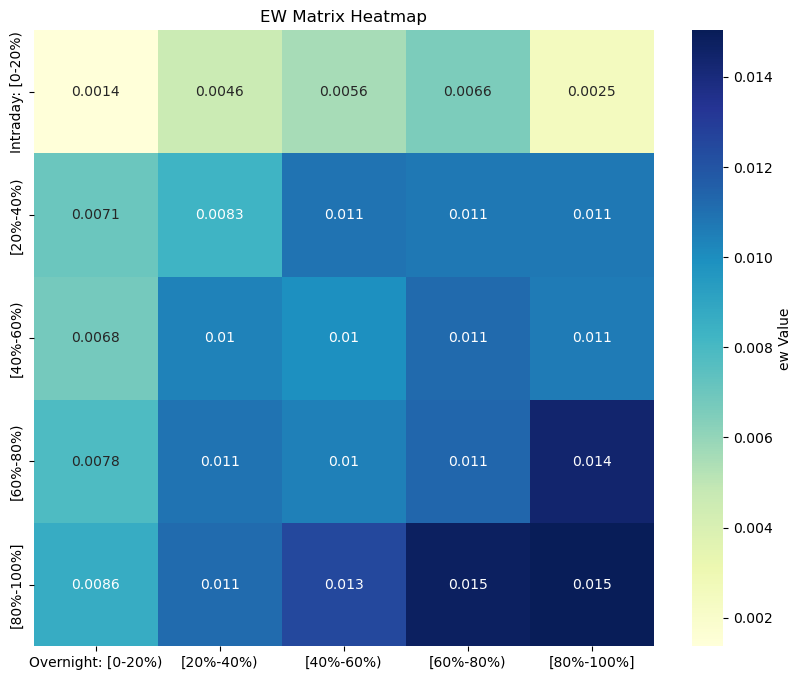 EW Matrix Heatmap
Intraday: [0-20%)
0.0014 0.0046 0.0056 0.0066 0.0025
[20%-40%)
0.0071 0.0083 0.011 0.011 0.011
[40%-60%)
0.0068 0.01 0.01 0.011 0.011
[60%-80%)
0.0078 0.011 0.01 0.011 0.014
[80%-100%]
0.0086 0.011 0.013 0.015 0.015
Overnight: [0-20%) [20%-40%) [40%-60%) [60%-80%) [80%-100%]
0.014
0.012
0.010
0.008
0.006
0.004
0.002
ew Value